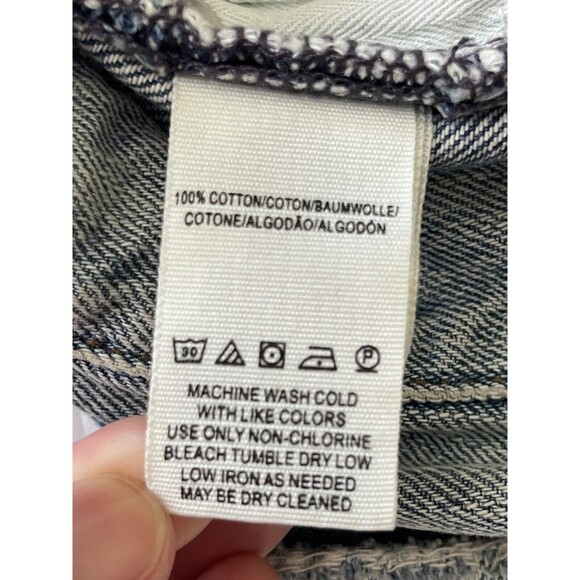 100% COTTON/COTON/BAUMWOLLE/
COTONE/ALGODÃO/ALGODÓN
30 P
MACHINE WASH COLD
WITH LIKE COLORS
USE ONLY NON-CHLORINE
BLEACH TUMBLE DRY LOW
LOW IRON AS NEEDED
MAY BE DRY CLEANED